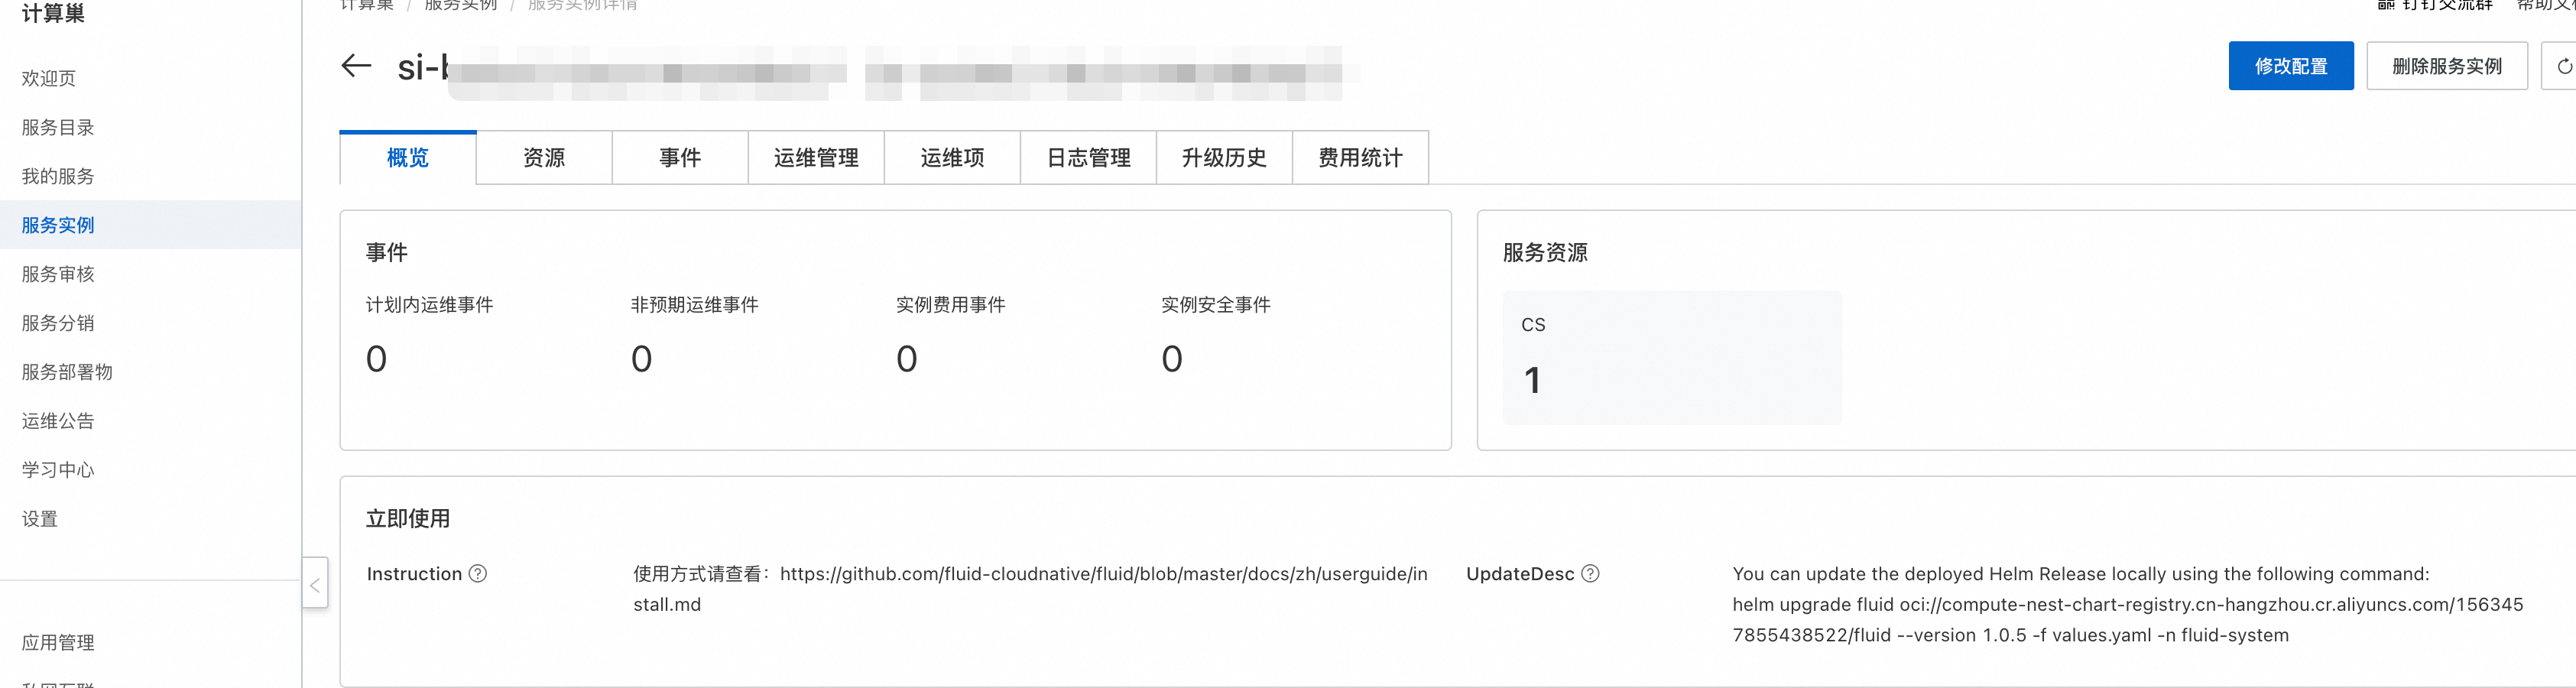 计算巢
计算巢 / 服务实例 / 服务实例详情
钉钉交流群 帮助文档
欢迎页
服务目录
我的服务
服务实例
服务审核
服务分销
服务部署物
运维公告
学习中心
设置
应用管理
si-b
修改配置
删除服务实例
概览
资源
事件
运维管理
运维项
日志管理
升级历史
费用统计
事件
计划内运维事件
非预期运维事件
实例费用事件
实例安全事件
0
0
0
0
服务资源
CS
1
立即使用
Instruction
使用方式请查看：https://github.com/fluid-cloudnative/fluid/blob/master/docs/zh/userguide/in
stall.md
UpdateDesc
You can update the deployed Helm Release locally using the following command:
helm upgrade fluid oci://compute-nest-chart-registry.cn-hangzhou.cr.aliyuncs.com/156345
7855438522/fluid --version 1.0.5 -f values.yaml -n fluid-system